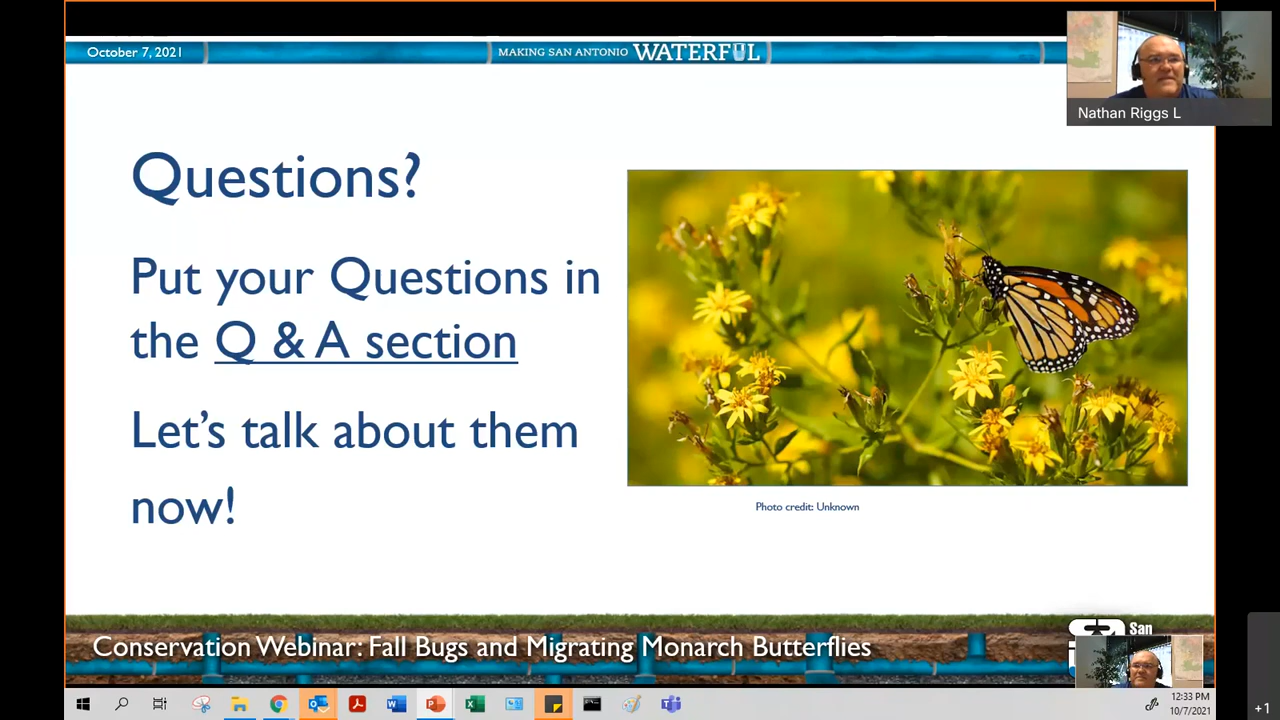 October 7, 2021
MAKING SAN ANTONIO WATERFUL
Nathan Riggs L
Questions?
Put your Questions in
the Q & A section
Let's talk about them
now!
Photo credit: Unknown
San
Conservation Webinar: Fall Bugs and Migrating Monarch Butterflies
12:33 PM
10/7/2021
+1